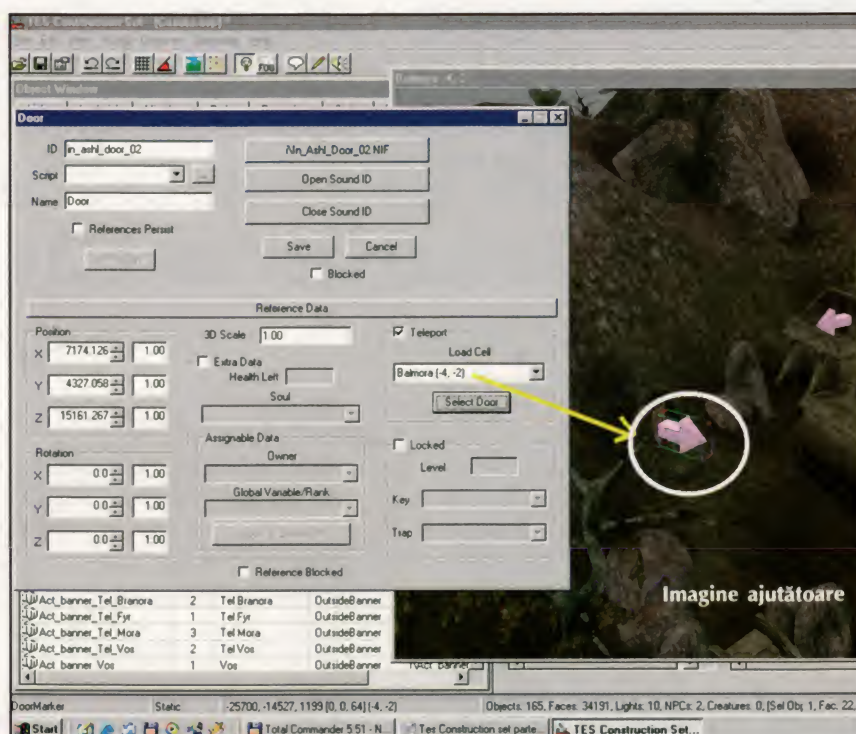 TES Construction Set
FOG
Object Window
Balmora -4, -2
Door
ID in_ashl_door_02
\In_Ashl_Door_02.NIF
Script
...
Open Sound ID
Name Door
Close Sound ID
References Persist
Save Cancel
Blocked
Reference Data
Position
X 7174.126 1.00
Y 4327.058 1.00
Z 15161.267 1.00
Rotation
X 0.0 1.00
Y 0.0 1.00
Z 0.0 1.00
3D Scale 1.00
Extra Data
Health Left
Soul
Assignable Data
Owner
Global Variable/Rank
Reference Blocked
Teleport
Load Cell
Balmora (-4, -2)
Select Door
Locked
Level
Key
Trap
Imagine ajutătoare
Act_banner_Tel_Branora 2 Tel Branora OutsideBanner
Act_banner_Tel_Fyr 1 Tel Fyr OutsideBanner
Act_banner_Tel_Mora 3 Tel Mora OutsideBanner
Act_banner_Tel_Vos 2 Tel Vos OutsideBanner
Act_banner_Vos 1 Vos OutsideBanner
DoorMarker Static -25700, -14527, 1199 [0, 0, 64] (-4, -2) Objects: 165, Faces: 34191, Lights: 10, NPCs: 2, Creatures: 0, [Sel Obj: 1, Fac: 22,
Start Total Commander 5.51 - N... Tes Construction set parte... TES Construction Set...